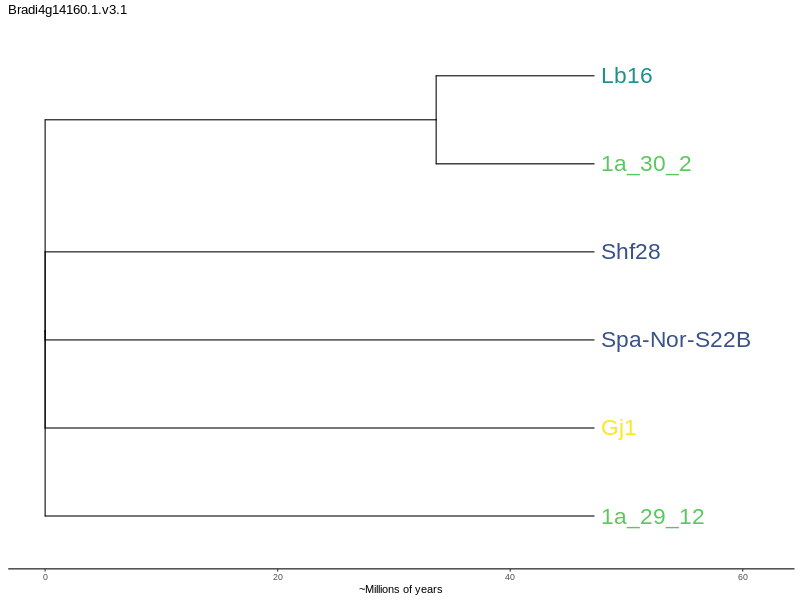 Bradi4g14160.1.v3.1
Lb16
1a_30_2
Shf28
Spa-Nor-S22B
Gj1
1a_29_12
0 20 40 60
~Millions of years